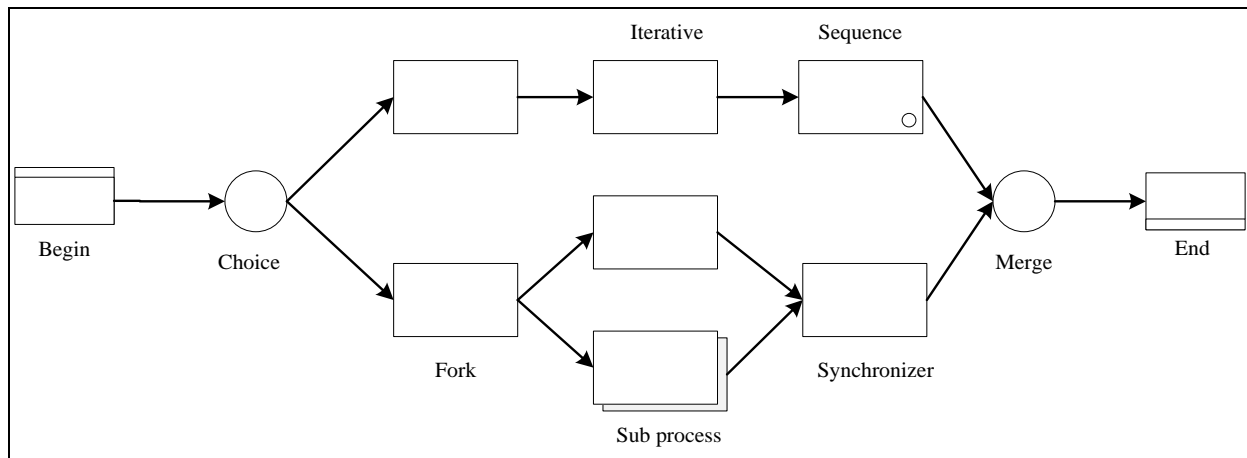 Iterative
Sequence
Begin
Choice
Merge
End
Fork
Synchronizer
Sub process